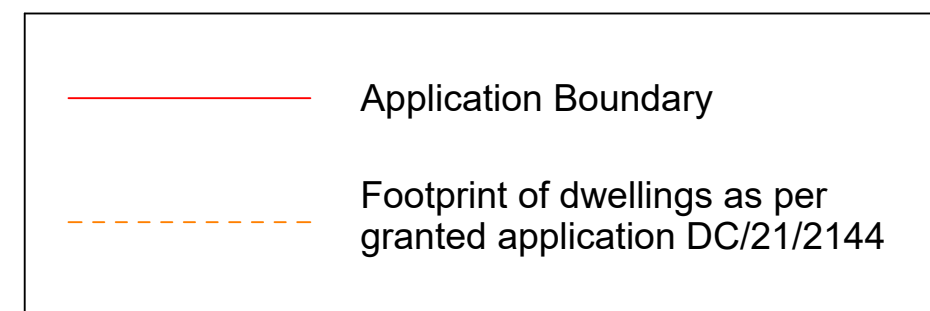 Application Boundary
Footprint of dwellings as per
granted application DC/21/2144